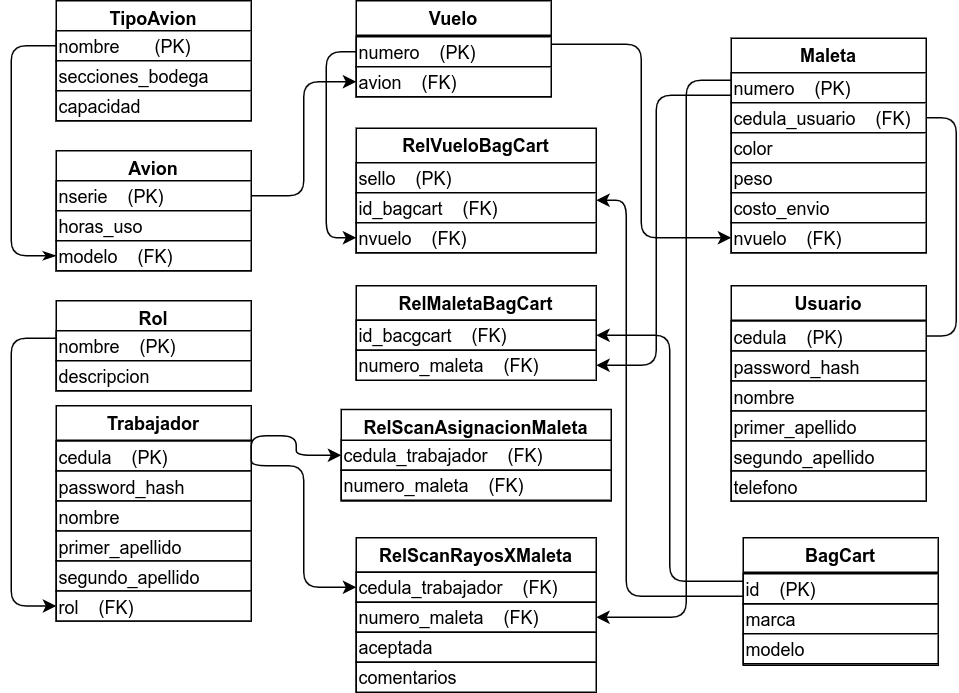 TipoAvion
nombre (PK)
secciones_bodega
capacidad
Avion
nserie (PK)
horas_uso
modelo (FK)
Rol
nombre (PK)
descripcion
Trabajador
cedula (PK)
password_hash
nombre
primer_apellido
segundo_apellido
rol (FK)
Vuelo
numero (PK)
avion (FK)
RelVueloBagCart
sello (PK)
id_bagcart (FK)
nvuelo (FK)
RelMaletaBagCart
id_bacgcart (FK)
numero_maleta (FK)
RelScanAsignacionMaleta
cedula_trabajador (FK)
numero_maleta (FK)
RelScanRayosXMaleta
cedula_trabajador (FK)
numero_maleta (FK)
aceptada
comentarios
Maleta
numero (PK)
cedula_usuario (FK)
color
peso
costo_envio
nvuelo (FK)
Usuario
cedula (PK)
password_hash
nombre
primer_apellido
segundo_apellido
telefono
BagCart
id (PK)
marca
modelo